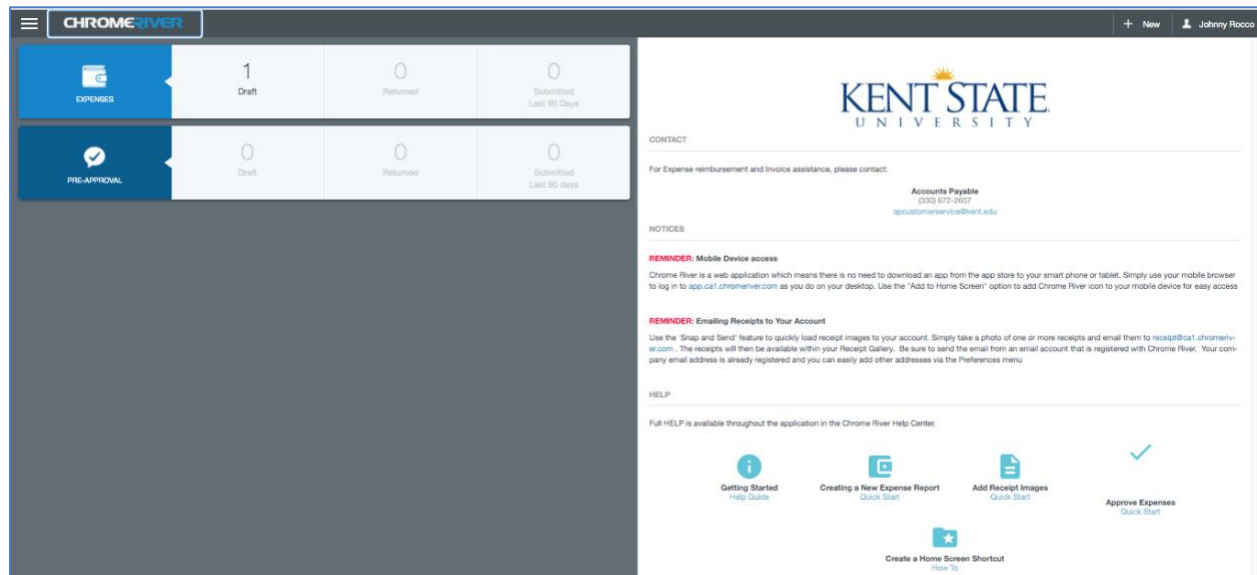 CHROMERIVER
+ New
Johnny Rocco
EXPENSES
1
Draft
0
Returned
0
Submitted
Last 90 Days
PRE-APPROVAL
0
Draft
0
Returned
0
Submitted
Last 90 days
KENT STATE
UNIVERSITY
CONTACT
For Expense reimbursement and Invoice assistance, please contact:
Accounts Payable
(330) 672-2607
apcustomerservice@kent.edu
NOTICES
REMINDER: Mobile Device access
Chrome River is a web application which means there is no need to download an app from the app store to your smart phone or tablet. Simply use your mobile browser
to log in to app.ca1.chromeriver.com as you do on your desktop. Use the "Add to Home Screen" option to add Chrome River icon to your mobile device for easy access
REMINDER: Emailing Receipts to Your Account
Use the 'Snap and Send' feature to quickly load receipt images to your account. Simply take a photo of one or more receipts and email them to receipt@ca1.chromeriv-
er.com . The receipts will then be available within your Receipt Gallery. Be sure to send the email from an email account that is registered with Chrome River. Your com-
pany email address is already registered and you can easily add other addresses via the Preferences menu
HELP
Full HELP is available throughout the application in the Chrome River Help Center.
Getting Started
Help Guide
Creating a New Expense Report
Quick Start
Add Receipt Images
Quick Start
Approve Expenses
Quick Start
Create a Home Screen Shortcut
How To